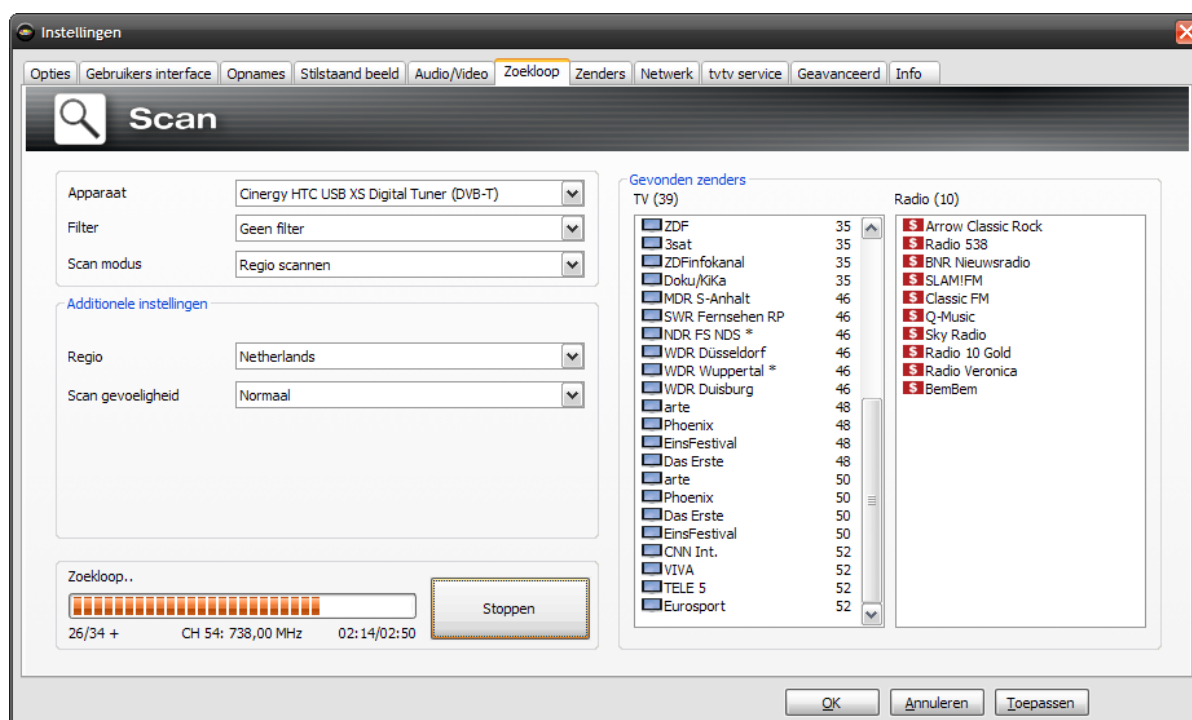 Instellingen
Opties Gebruikers interface Opnames Stilstaand beeld Audio/Video Zoekloop Zenders Netwerk tvtv service Geavanceerd Info
Scan
Apparaat Cinergy HTC USB XS Digital Tuner (DVB-T)
Filter Geen filter
Scan modus Regio scannen
Additionele instellingen
Regio Netherlands
Scan gevoeligheid Normaal
Zoekloop..
26/34 + CH 54: 738,00 MHz 02:14/02:50
Stoppen
Gevonden zenders
TV (39)
ZDF 35
3sat 35
ZDFinfokanal 35
Doku/KiKa 35
MDR S-Anhalt 46
SWR Fernsehen RP 46
NDR FS NDS * 46
WDR Düsseldorf 46
WDR Wuppertal * 46
WDR Duisburg 46
arte 48
Phoenix 48
EinsFestival 48
Das Erste 48
arte 50
Phoenix 50
Das Erste 50
EinsFestival 50
CNN Int. 52
VIVA 52
TELE 5 52
Eurosport 52
Radio (10)
$ Arrow Classic Rock
$ Radio 538
$ BNR Nieuwsradio
$ SLAM!FM
$ Classic FM
$ Q-Music
$ Sky Radio
$ Radio 10 Gold
$ Radio Veronica
$ BemBem
OK Annuleren Toepassen